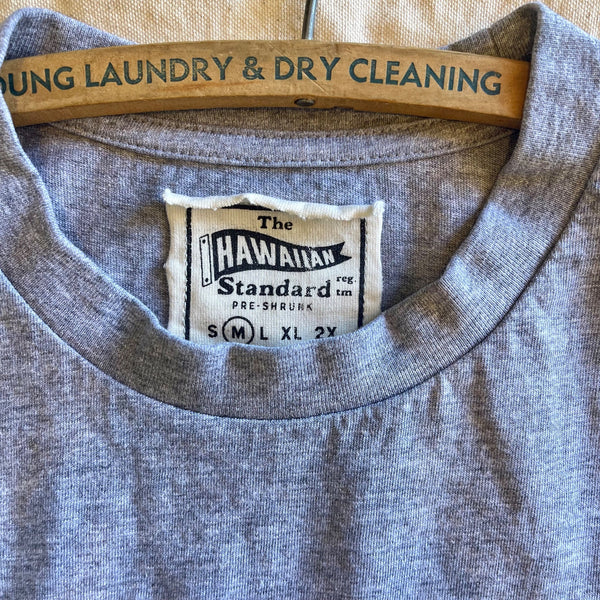 OUNG LAUNDRY & DRY CLEANING
The
HAWAIIAN
Standard reg. tm
PRE-SHRUNK
S M L XL 2X